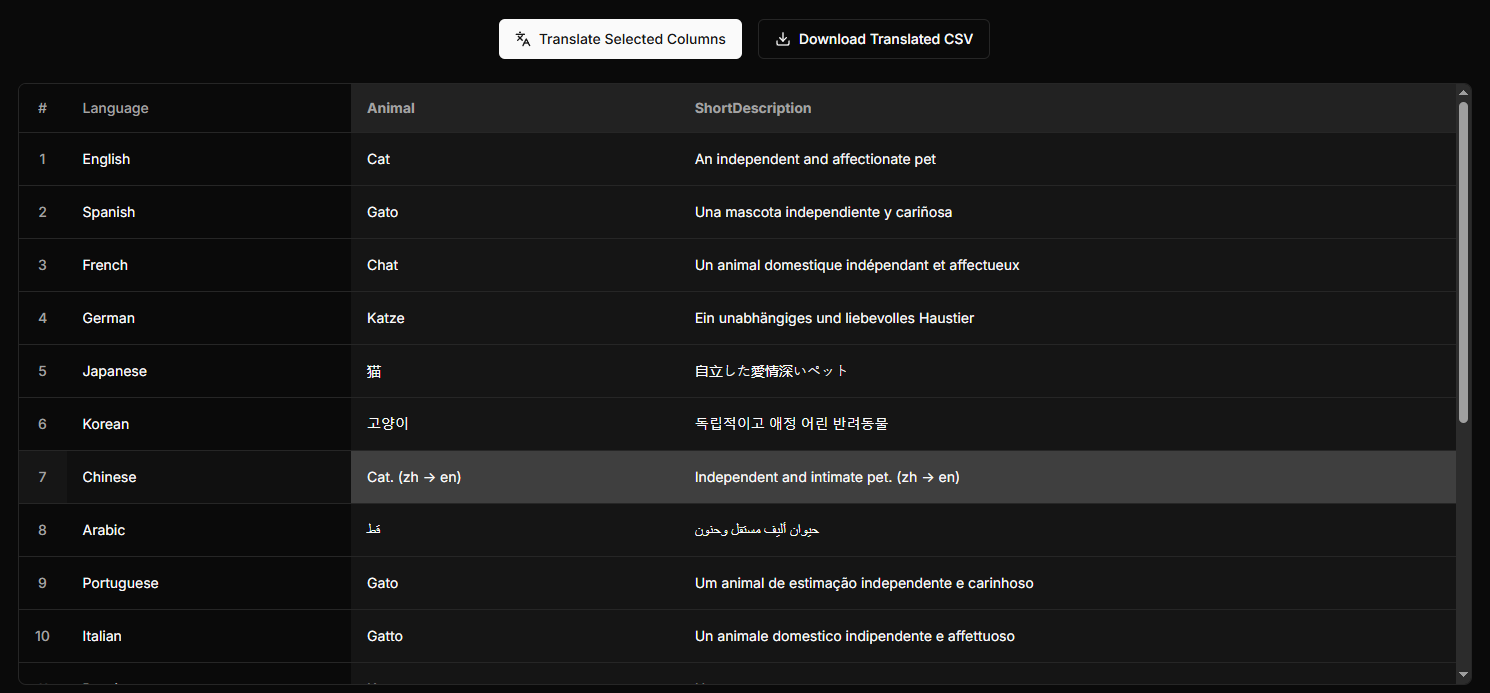 Translate Selected Columns
Download Translated CSV
# Language Animal ShortDescription
1 English Cat An independent and affectionate pet
2 Spanish Gato Una mascota independiente y cariñosa
3 French Chat Un animal domestique indépendant et affectueux
4 German Katze Ein unabhängiges und liebevolles Haustier
5 Japanese 猫 自立した愛情深いペット
6 Korean 고양이 독립적이고 애정 어린 반려동물
7 Chinese Cat. (zh → en) Independent and intimate pet. (zh → en)
8 Arabic قط حيوان أليف مستقل وحنون
9 Portuguese Gato Um animal de estimação independente e carinhoso
10 Italian Gatto Un animale domestico indipendente e affettuoso